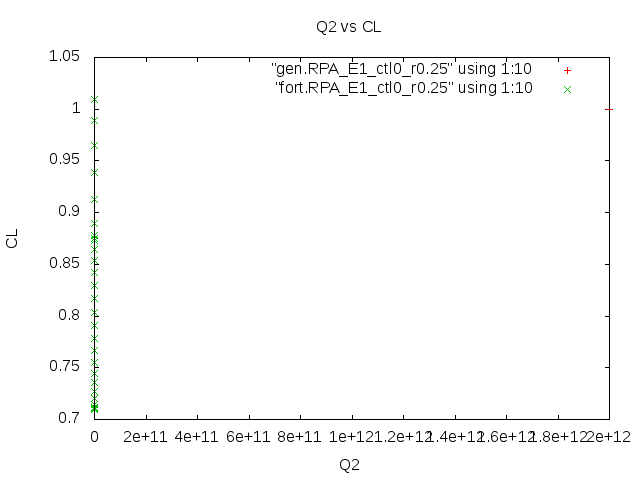 Q2 vs CL
"gen.RPA_E1_ctl0_r0.25" using 1:10
"fort.RPA_E1_ctl0_r0.25" using 1:10
1.05
1
0.95
0.9
0.85
0.8
0.75
0.7
CL
0 2e+11 4e+11 6e+11 8e+11 1e+12 1.2e+12 1.4e+12 1.6e+12 1.8e+12 2e+12
Q2